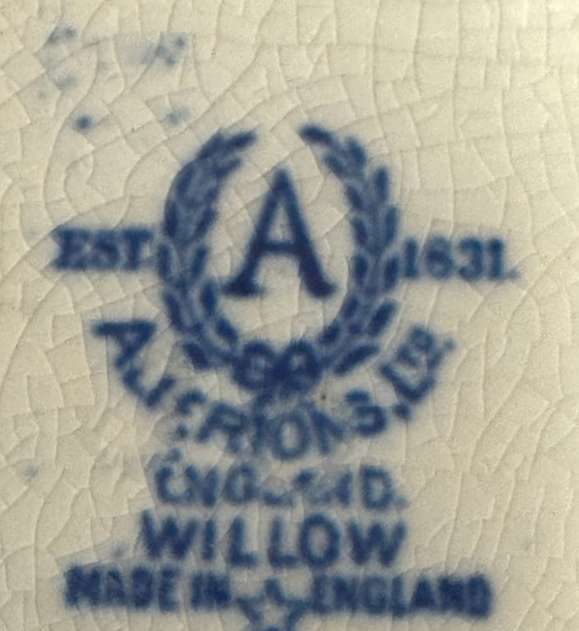 EST. A 1831.
ALLERTONS, LTD.
ENGLAND.
WILLOW
MADE IN ENGLAND